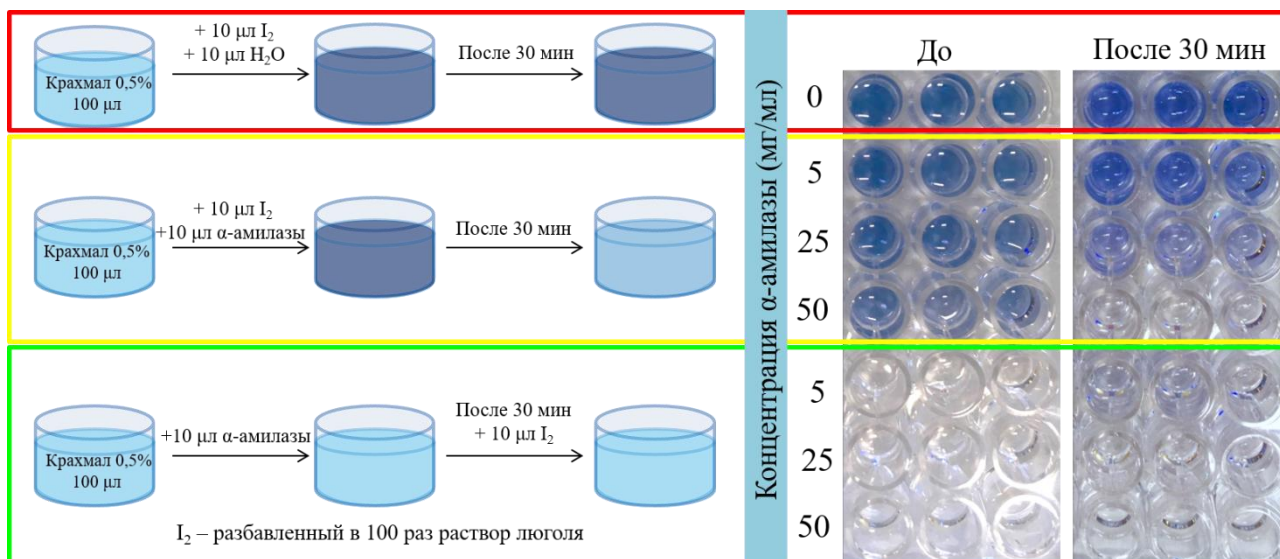 + 10 μл I₂
+ 10 μл H₂O
После 30 мин
Крахмал 0,5%
100 μл
+ 10 μл I₂
+10 μл α-амилазы
После 30 мин
Крахмал 0,5%
100 μл
+10 μл α-амилазы
После 30 мин
+ 10 μл I₂
Крахмал 0,5%
100 μл
I₂ – разбавленный в 100 раз раствор люголя
Концентрация α-амилазы (мг/мл)
До
После 30 мин
0
5
25
50
5
25
50